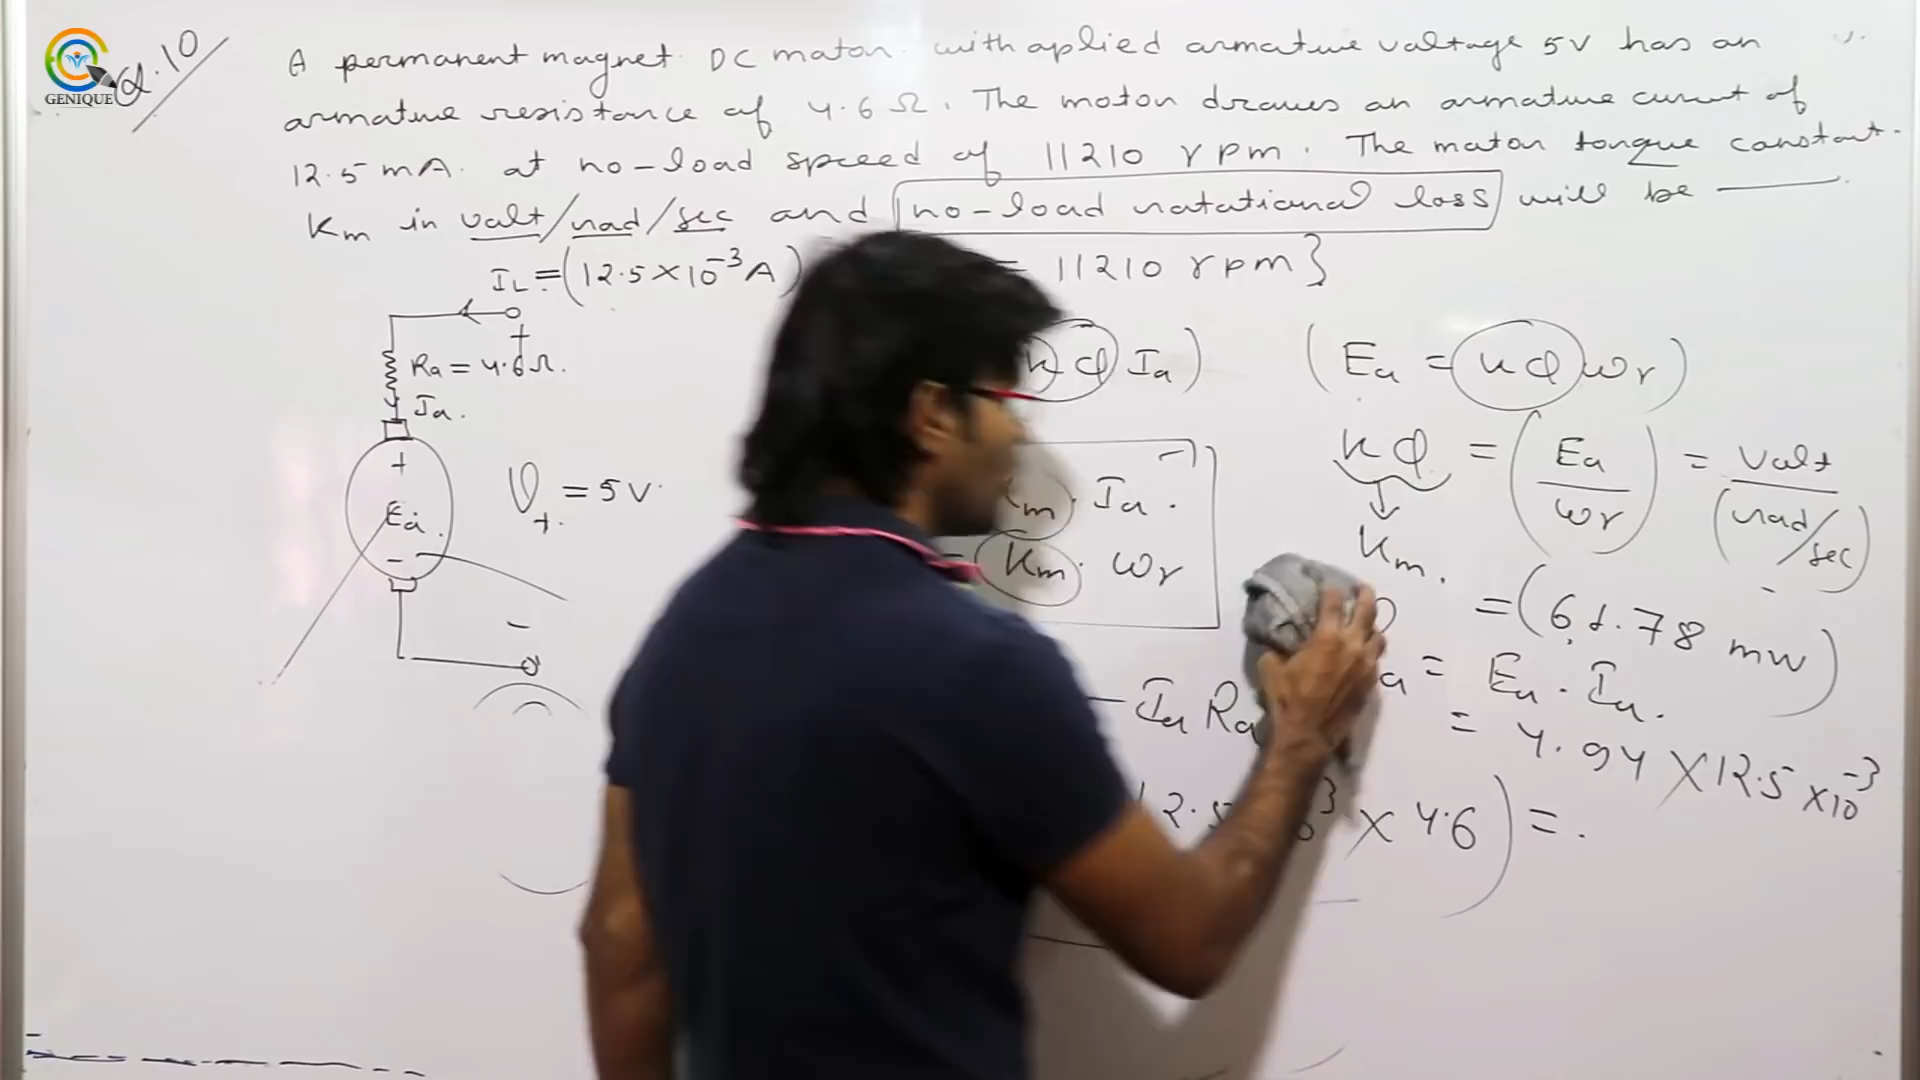 GENIQUE
Q.10
A permanent magnet DC motor with aplied armature voltage 5V has an
armature resistance of 4.6 Ω. The motor draws an armature current of
12.5 mA. at no-load speed of 11210 rpm. The motor torque constant
Km in volt/rad/sec and no-load rotational loss will be
IL = (12.5×10^-3 A)
= 11210 rpm}
+
Ra = 4.6Ω.
Ia.
+
Ea
-
Vt = 5V
-
kΦ Ia)
(Ea = kΦ ωr)
Km. Ia.
= Km. ωr
kΦ = (Ea/ωr) = Volt/(rad/sec)
Km.
= (61.78 mw)
a = Ea . Ia.
= 4.94 × 12.5 × 10^-3
- Ia Ra
× 4.6) = .